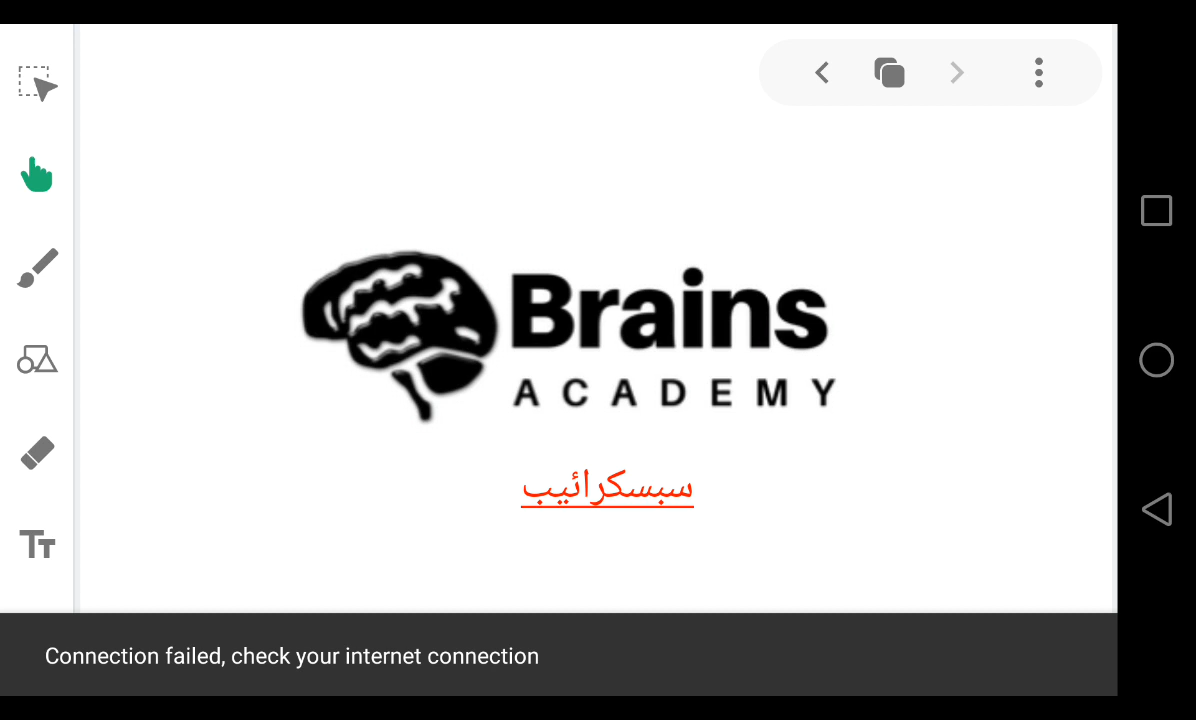 Brains
ACADEMY
سبسکرائیب
Connection failed, check your internet connection